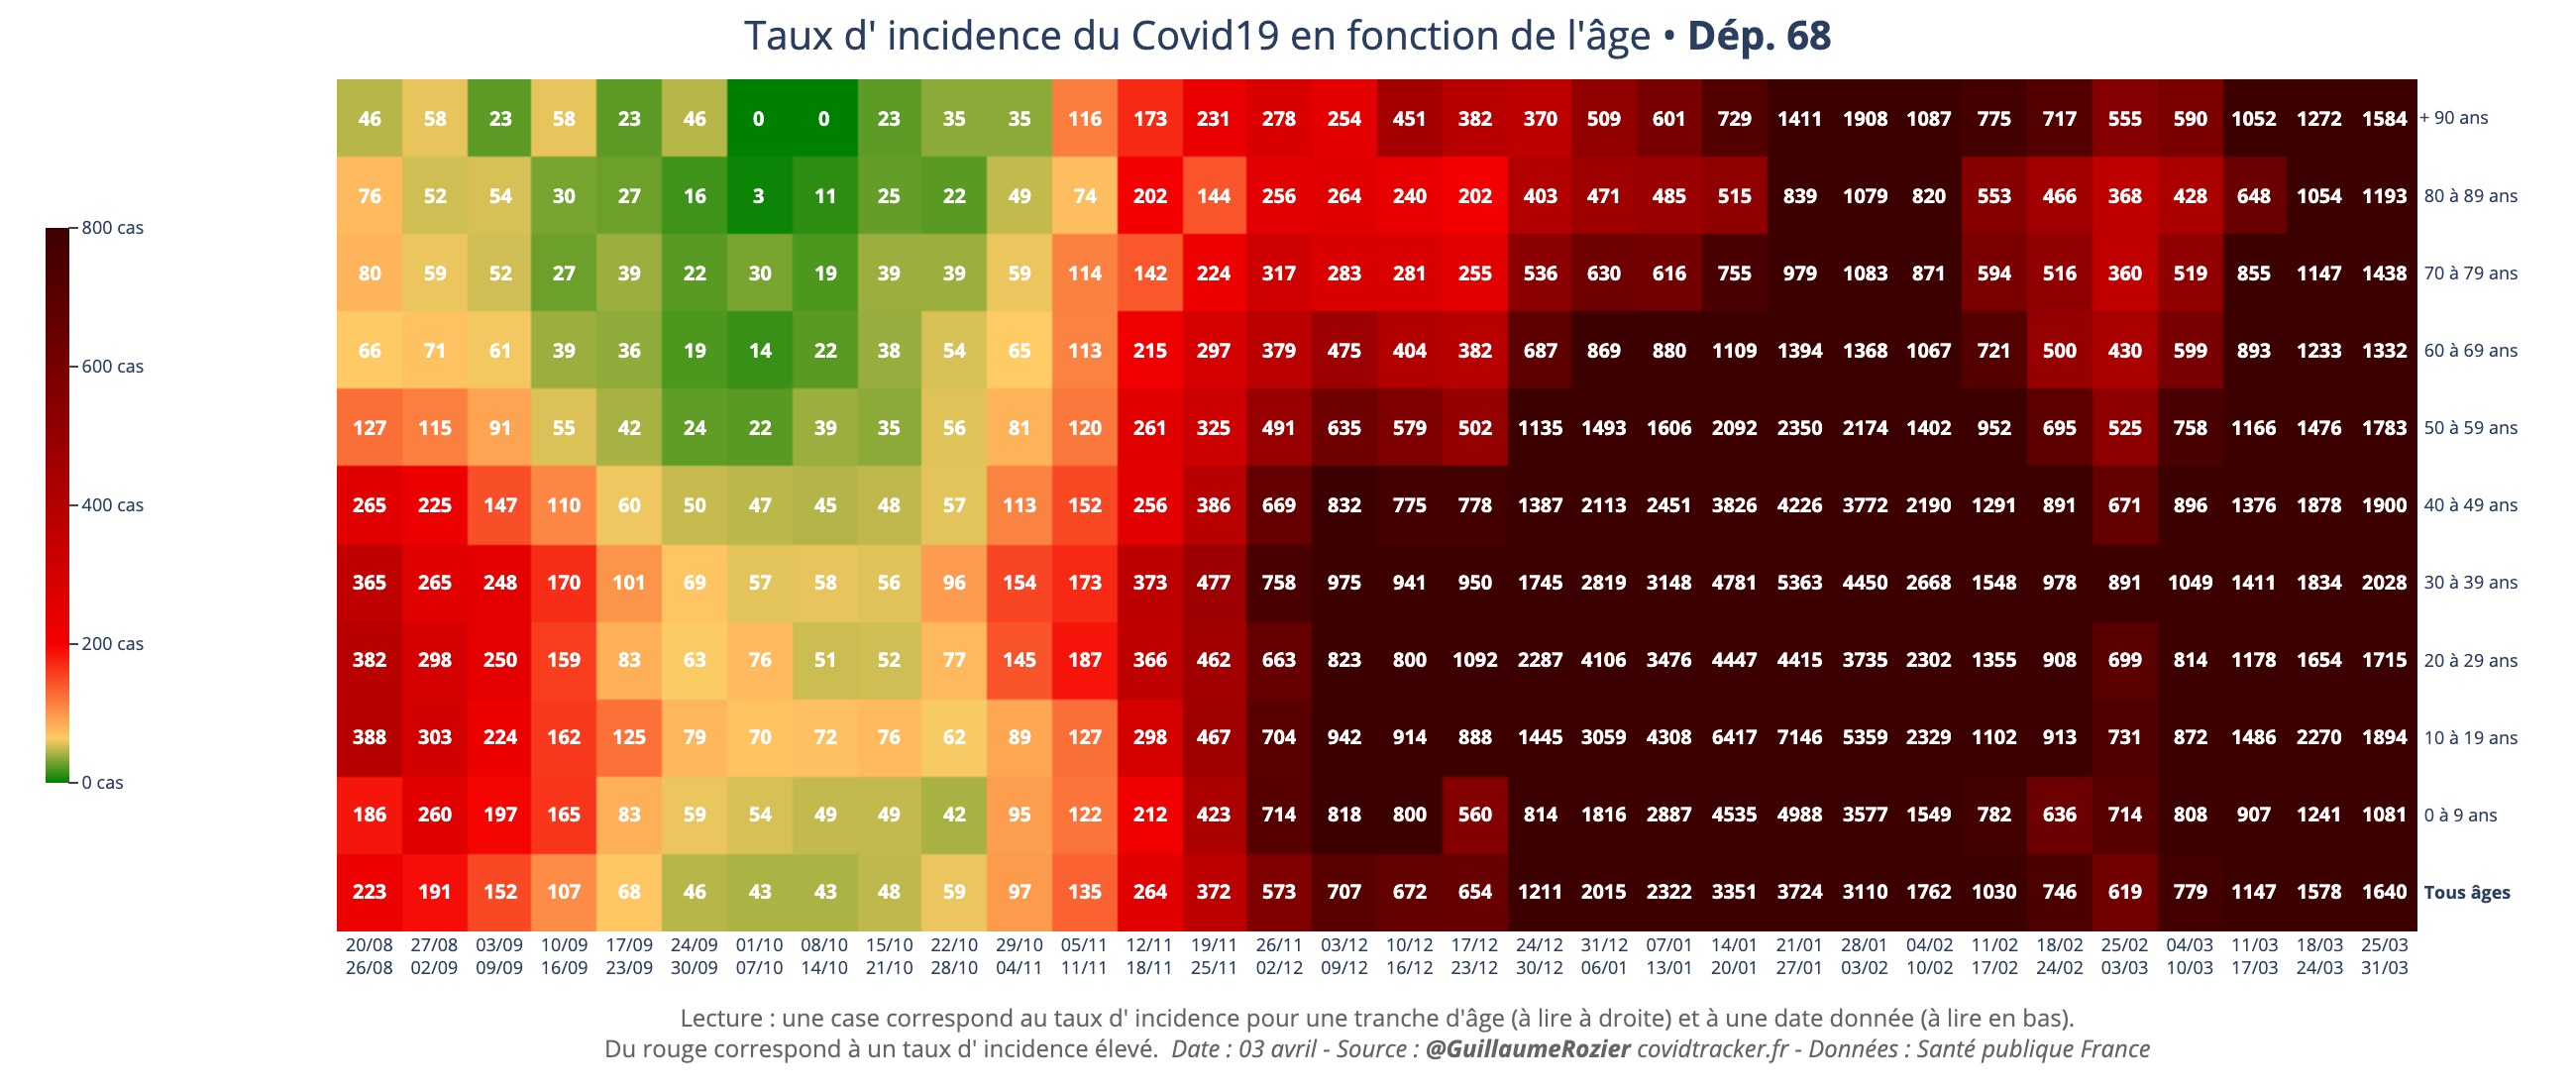 Taux d' incidence du Covid19 en fonction de l'âge • Dép. 68
46 58 23 58 23 46 0 0 23 35 35 116 173 231 278 254 451 382 370 509 601 729 1411 1908 1087 775 717 555 590 1052 1272 1584 + 90 ans
76 52 54 30 27 16 3 11 25 22 49 74 202 144 256 264 240 202 403 471 485 515 839 1079 820 553 466 368 428 648 1054 1193 80 à 89 ans
800 cas
80 59 52 27 39 22 30 19 39 39 59 114 142 224 317 283 281 255 536 630 616 755 979 1083 871 594 516 360 519 855 1147 1438 70 à 79 ans
66 71 61 39 36 19 14 22 38 54 65 113 215 297 379 475 404 382 687 869 880 1109 1394 1368 1067 721 500 430 599 893 1233 1332 60 à 69 ans
600 cas
127 115 91 55 42 24 22 39 35 56 81 120 261 325 491 635 579 502 1135 1493 1606 2092 2350 2174 1402 952 695 525 758 1166 1476 1783 50 à 59 ans
400 cas
265 225 147 110 60 50 47 45 48 57 113 152 256 386 669 832 775 778 1387 2113 2451 3826 4226 3772 2190 1291 891 671 896 1376 1878 1900 40 à 49 ans
365 265 248 170 101 69 57 58 56 96 154 173 373 477 758 975 941 950 1745 2819 3148 4781 5363 4450 2668 1548 978 891 1049 1411 1834 2028 30 à 39 ans
200 cas
382 298 250 159 83 63 76 51 52 77 145 187 366 462 663 823 800 1092 2287 4106 3476 4447 4415 3735 2302 1355 908 699 814 1178 1654 1715 20 à 29 ans
388 303 224 162 125 79 70 72 76 62 89 127 298 467 704 942 914 888 1445 3059 4308 6417 7146 5359 2329 1102 913 731 872 1486 2270 1894 10 à 19 ans
0 cas
186 260 197 165 83 59 54 49 49 42 95 122 212 423 714 818 800 560 814 1816 2887 4535 4988 3577 1549 782 636 714 808 907 1241 1081 0 à 9 ans
223 191 152 107 68 46 43 43 48 59 97 135 264 372 573 707 672 654 1211 2015 2322 3351 3724 3110 1762 1030 746 619 779 1147 1578 1640 Tous âges
20/08 27/08 03/09 10/09 17/09 24/09 01/10 08/10 15/10 22/10 29/10 05/11 12/11 19/11 26/11 03/12 10/12 17/12 24/12 31/12 07/01 14/01 21/01 28/01 04/02 11/02 18/02 25/02 04/03 11/03 18/03 25/03
26/08 02/09 09/09 16/09 23/09 30/09 07/10 14/10 21/10 28/10 04/11 11/11 18/11 25/11 02/12 09/12 16/12 23/12 30/12 06/01 13/01 20/01 27/01 03/02 10/02 17/02 24/02 03/03 10/03 17/03 24/03 31/03
Lecture : une case correspond au taux d' incidence pour une tranche d'âge (à lire à droite) et à une date donnée (à lire en bas).
Du rouge correspond à un taux d' incidence élevé. Date : 03 avril - Source : @GuillaumeRozier covidtracker.fr - Données : Santé publique France